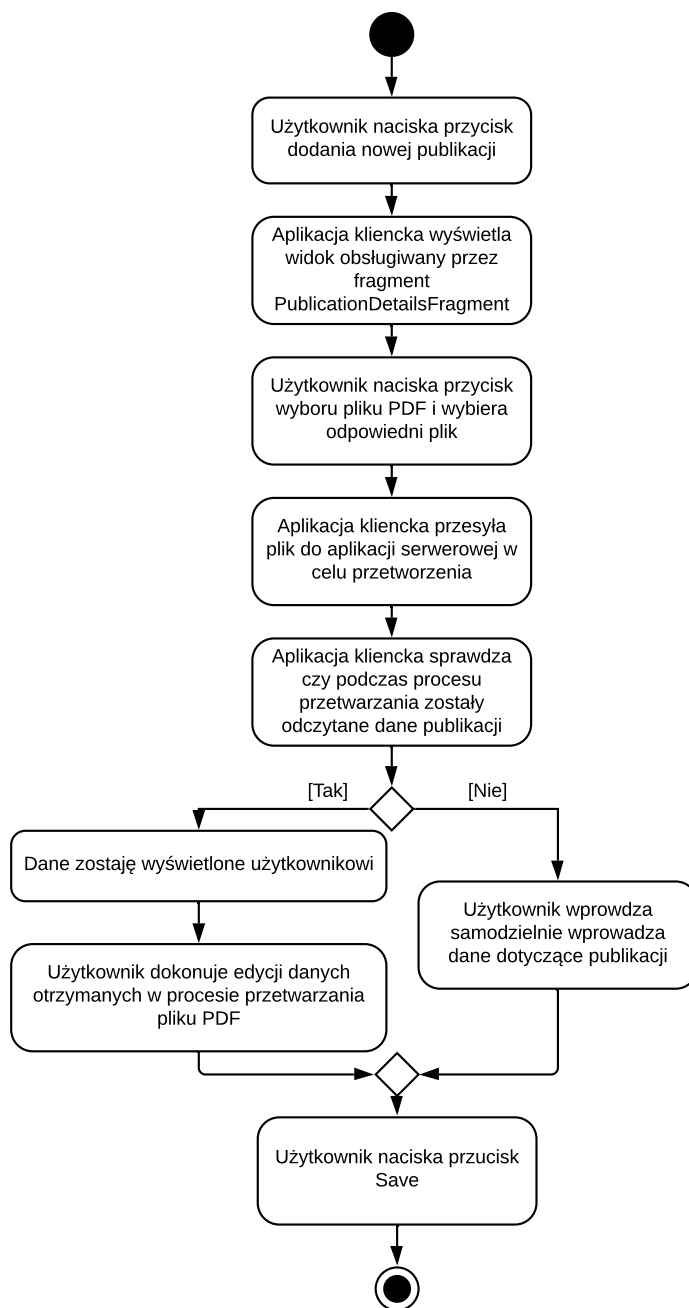 Użytkownik naciska przycisk
dodania nowej publikacji
Aplikacja kliencka wyświetla
widok obsługiwany przez
fragment
PublicationDetailsFragment
Użytkownik naciska przycisk
wyboru pliku PDF i wybiera
odpowiedni plik
Aplikacja kliencka przesyła
plik do aplikacji serwerowej w
celu przetworzenia
Aplikacja kliencka sprawdza
czy podczas procesu
przetwarzania zostały
odczytane dane publikacji
[Tak]
[Nie]
Dane zostaję wyświetlone użytkownikowi
Użytkownik wprowdza
samodzielnie wprowadza
dane dotyczące publikacji
Użytkownik dokonuje edycji danych
otrzymanych w procesie przetwarzania
pliku PDF
Użytkownik naciska przucisk
Save